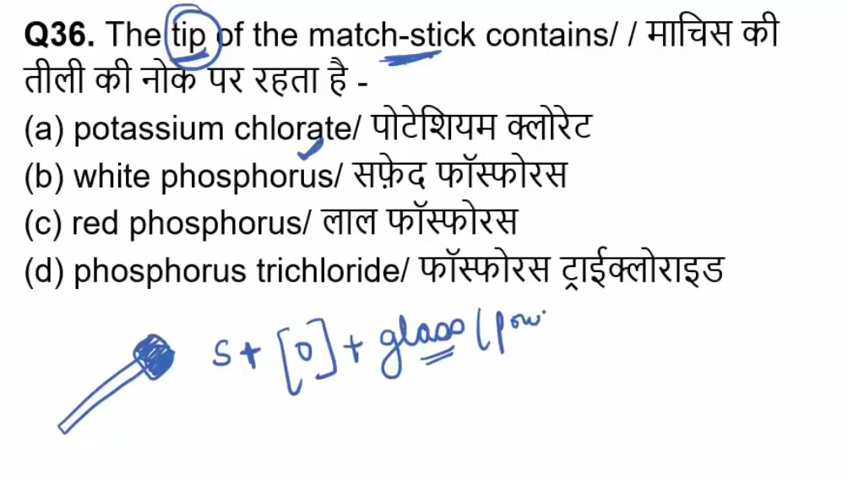 Q36. The tip of the match-stick contains/ / माचिस की
तीली की नोक पर रहता है -
(a) potassium chlorate/ पोटेशियम क्लोरेट
(b) white phosphorus/ सफ़ेद फॉस्फोरस
(c) red phosphorus/ लाल फॉस्फोरस
(d) phosphorus trichloride/ फॉस्फोरस ट्राईक्लोराइड
S + [O] + glass (pow